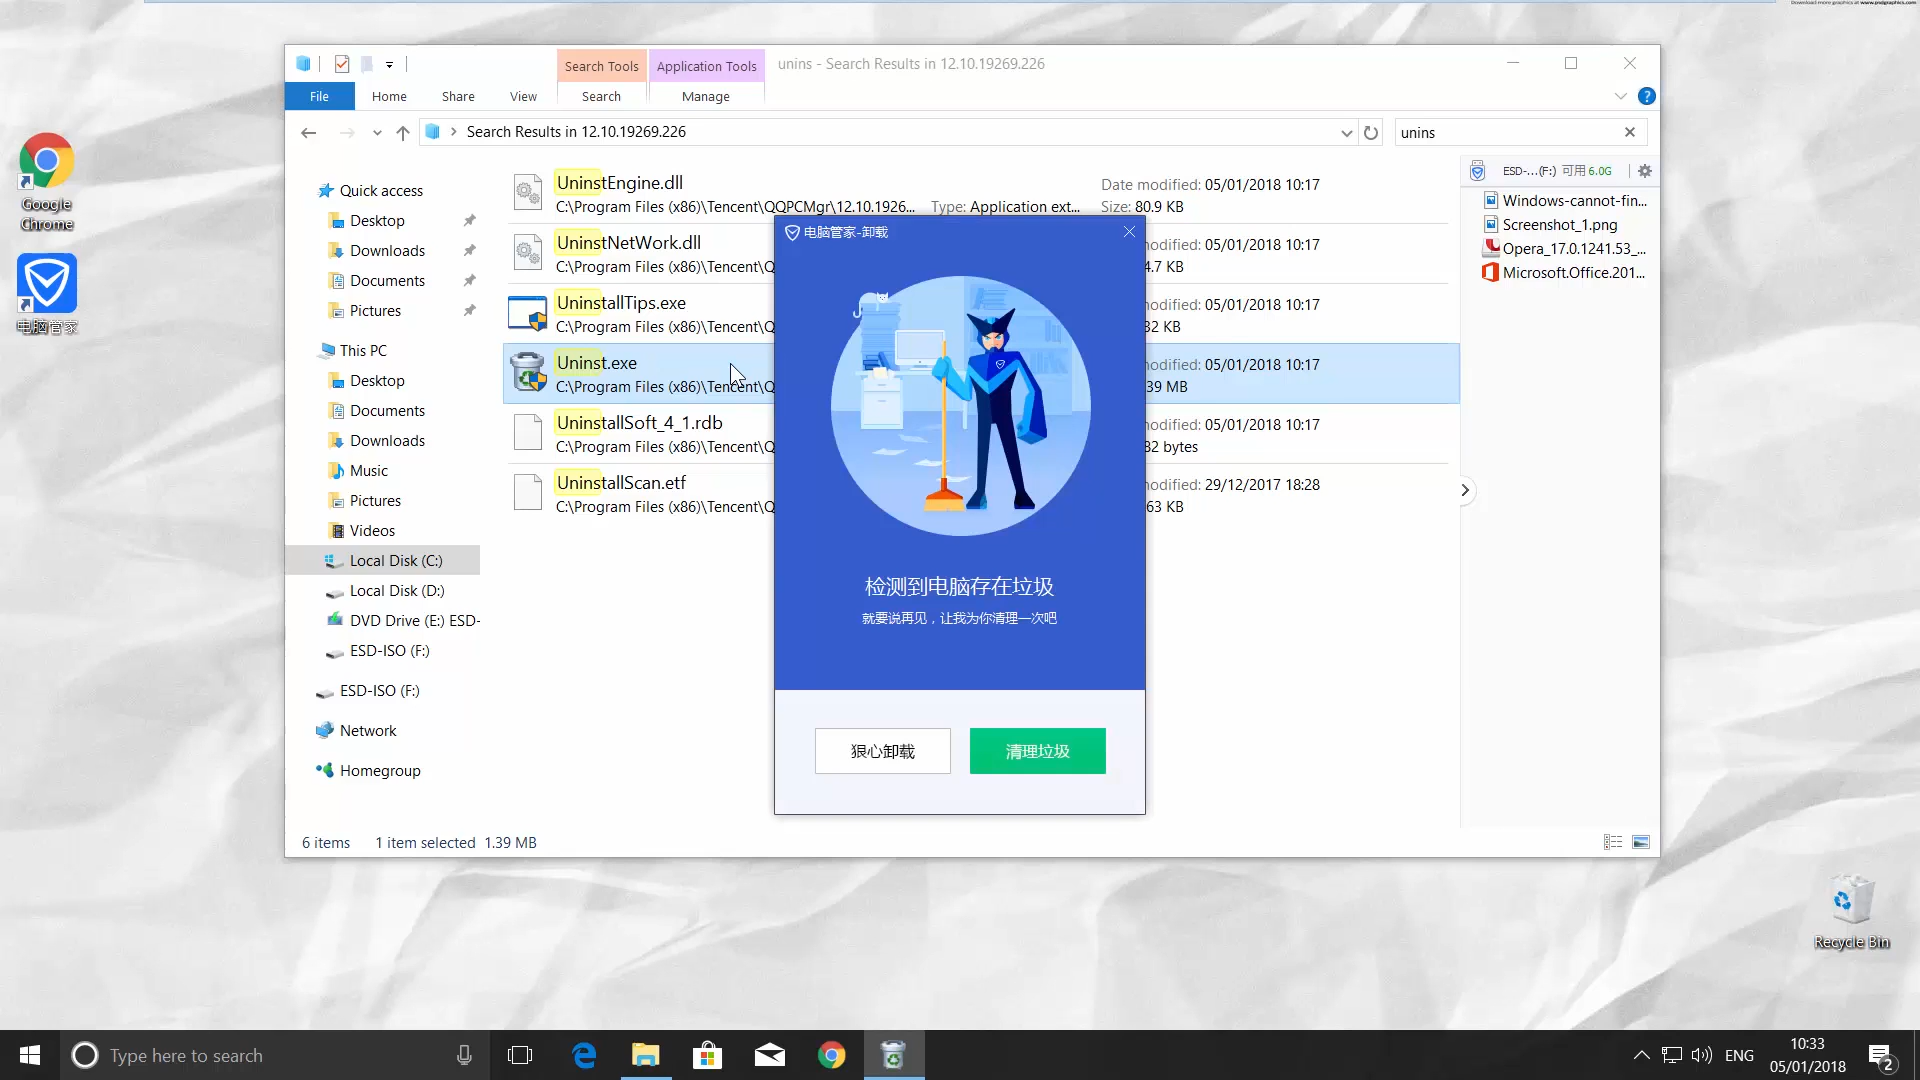 Download more graphics at www.psdgraphics.com
Search Tools
Application Tools
unins - Search Results in 12.10.19269.226
File
Home
Share
View
Search
Manage
Search Results in 12.10.19269.226
unins
Google
Chrome
电脑管家
Quick access
Desktop
Downloads
Documents
Pictures
This PC
Desktop
Documents
Downloads
Music
Pictures
Videos
Local Disk (C:)
Local Disk (D:)
DVD Drive (E:) ESD-
ESD-ISO (F:)
ESD-ISO (F:)
Network
Homegroup
UninstEngine.dll
Date modified: 05/01/2018 10:17
C:\Program Files (x86)\Tencent\QQPCMgr\12.10.1926... Type: Application ext... Size: 80.9 KB
UninstNetWork.dll
odified: 05/01/2018 10:17
C:\Program Files (x86)\Tencent\Q
4.7 KB
UninstallTips.exe
odified: 05/01/2018 10:17
C:\Program Files (x86)\Tencent\Q
32 KB
Uninst.exe
odified: 05/01/2018 10:17
C:\Program Files (x86)\Tencent\Q
39 MB
UninstallSoft_4_1.rdb
odified: 05/01/2018 10:17
C:\Program Files (x86)\Tencent\Q
82 bytes
UninstallScan.etf
odified: 29/12/2017 18:28
C:\Program Files (x86)\Tencent\Q
63 KB
电脑管家-卸载
检测到电脑存在垃圾
就要说再见，让我为你清理一次吧
狠心卸载
清理垃圾
ESD-...(F:) 可用 6.0G
Windows-cannot-fin...
Screenshot_1.png
Opera_17.0.1241.53_...
Microsoft.Office.201...
6 items
1 item selected 1.39 MB
Recycle Bin
Type here to search
ENG
10:33
05/01/2018
2